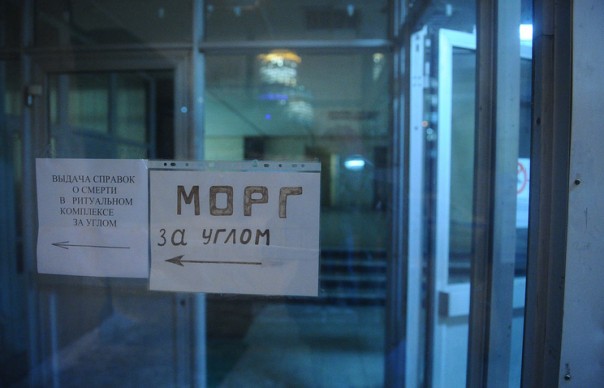 ВЫДАЧА СПРАВОК
О СМЕРТИ
В РИТУАЛЬНОМ
КОМПЛЕКСЕ
ЗА УГЛОМ
МОРГ
за углом